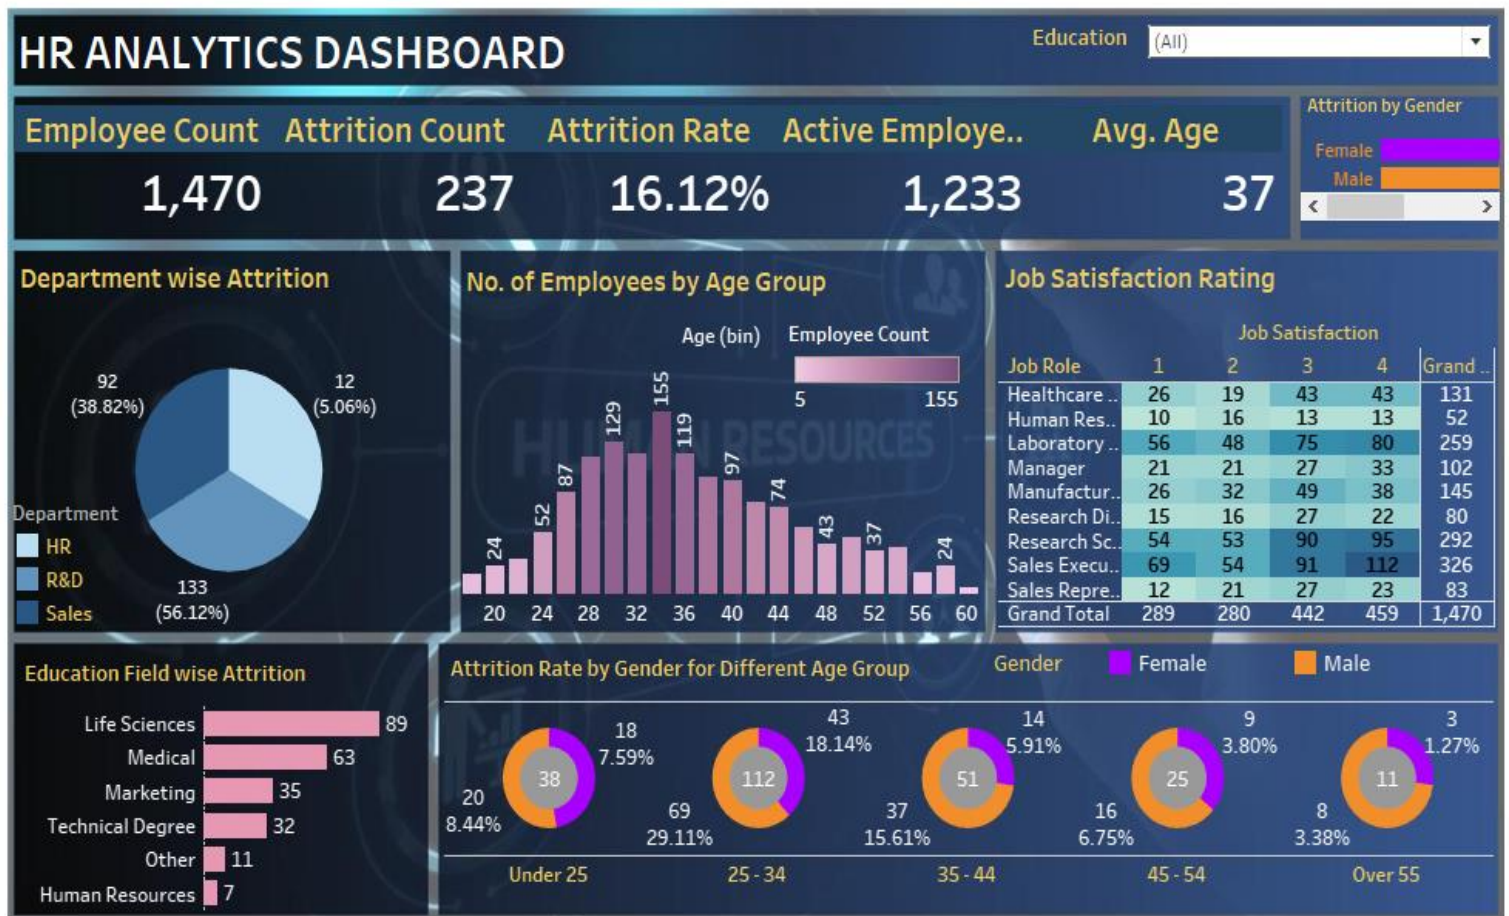 HR ANALYTICS DASHBOARD
Education
(All)
Employee Count Attrition Count Attrition Rate Active Employe.. Avg. Age
1,470 237 16.12% 1,233 37
Attrition by Gender
Female
Male
Department wise Attrition
92
(38.82%)
12
(5.06%)
133
(56.12%)
Department
HR
R&D
Sales
No. of Employees by Age Group
Age (bin) Employee Count
5 155
24 52 87 129 155 119 97 74 43 37 24
20 24 28 32 36 40 44 48 52 56 60
HUMAN RESOURCES
Job Satisfaction Rating
Job Satisfaction
Job Role 1 2 3 4 Grand ..
Healthcare .. 26 19 43 43 131
Human Res.. 10 16 13 13 52
Laboratory .. 56 48 75 80 259
Manager 21 21 27 33 102
Manufactur.. 26 32 49 38 145
Research Di.. 15 16 27 22 80
Research Sc.. 54 53 90 95 292
Sales Execu.. 69 54 91 112 326
Sales Repre.. 12 21 27 23 83
Grand Total 289 280 442 459 1,470
Education Field wise Attrition
Life Sciences 89
Medical 63
Marketing 35
Technical Degree 32
Other 11
Human Resources 7
Attrition Rate by Gender for Different Age Group
Gender Female Male
18
7.59%
38
20
8.44%
Under 25
43
18.14%
112
69
29.11%
25 - 34
14
5.91%
51
37
15.61%
35 - 44
9
3.80%
25
16
6.75%
45 - 54
3
1.27%
11
8
3.38%
Over 55